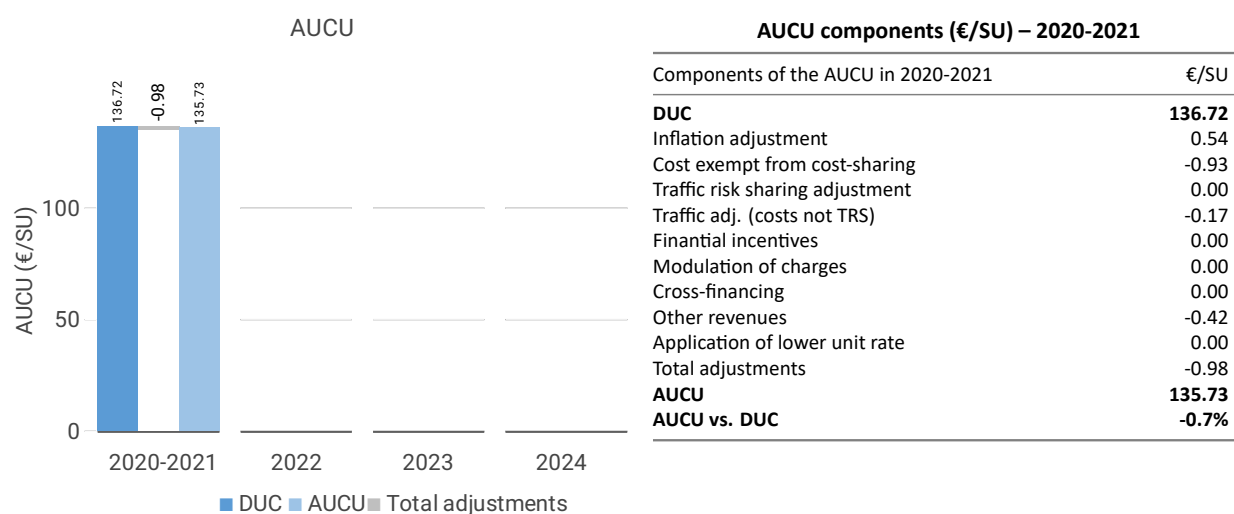 AUCU
136.72
-0.98
135.73
AUCU (€/SU)
100
50
0
2020-2021 2022 2023 2024
DUC AUCU Total adjustments
AUCU components (€/SU) – 2020-2021
Components of the AUCU in 2020-2021 €/SU
DUC 136.72
Inflation adjustment 0.54
Cost exempt from cost-sharing -0.93
Traffic risk sharing adjustment 0.00
Traffic adj. (costs not TRS) -0.17
Finantial incentives 0.00
Modulation of charges 0.00
Cross-financing 0.00
Other revenues -0.42
Application of lower unit rate 0.00
Total adjustments -0.98
AUCU 135.73
AUCU vs. DUC -0.7%